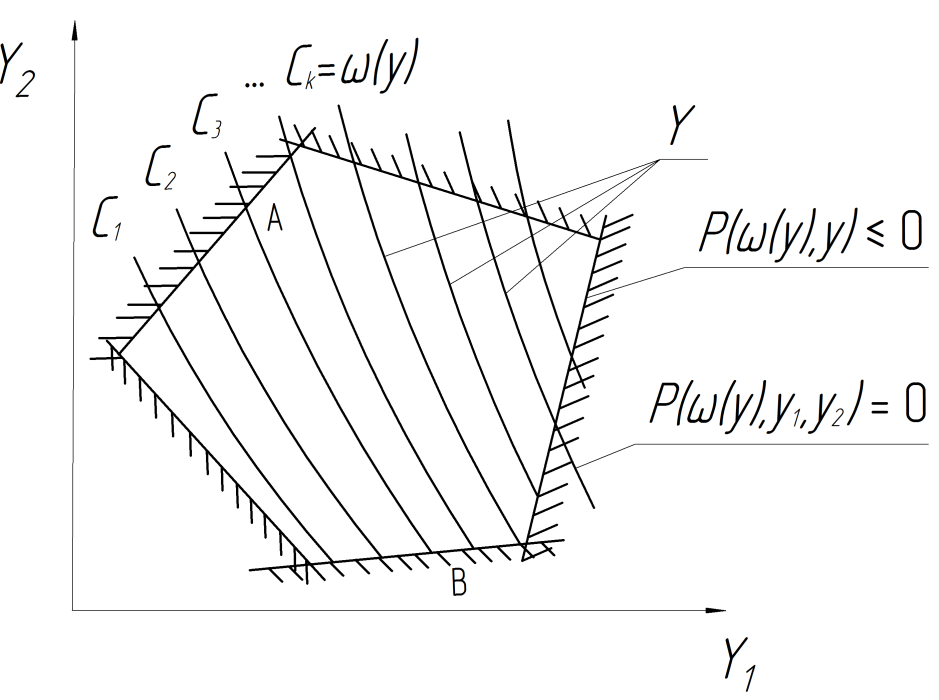 Y₂
... Cₖ=ω(y)
C₃
C₂
C₁
Y
A
P(ω(y),y) ≤ 0
P(ω(y),y₁,y₂) = 0
B
Y₁